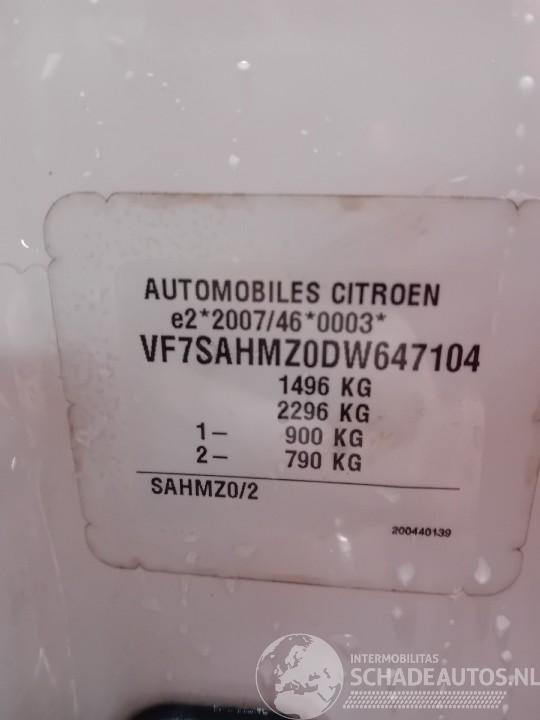 AUTOMOBILES CITROEN
e2*2007/46*0003*
VF7SAHMZ0DW647104
1496 KG
2296 KG
1– 900 KG
2– 790 KG
SAHMZ0/2
200440139
INTERMOBILITAS
SCHADEAUTOS.NL